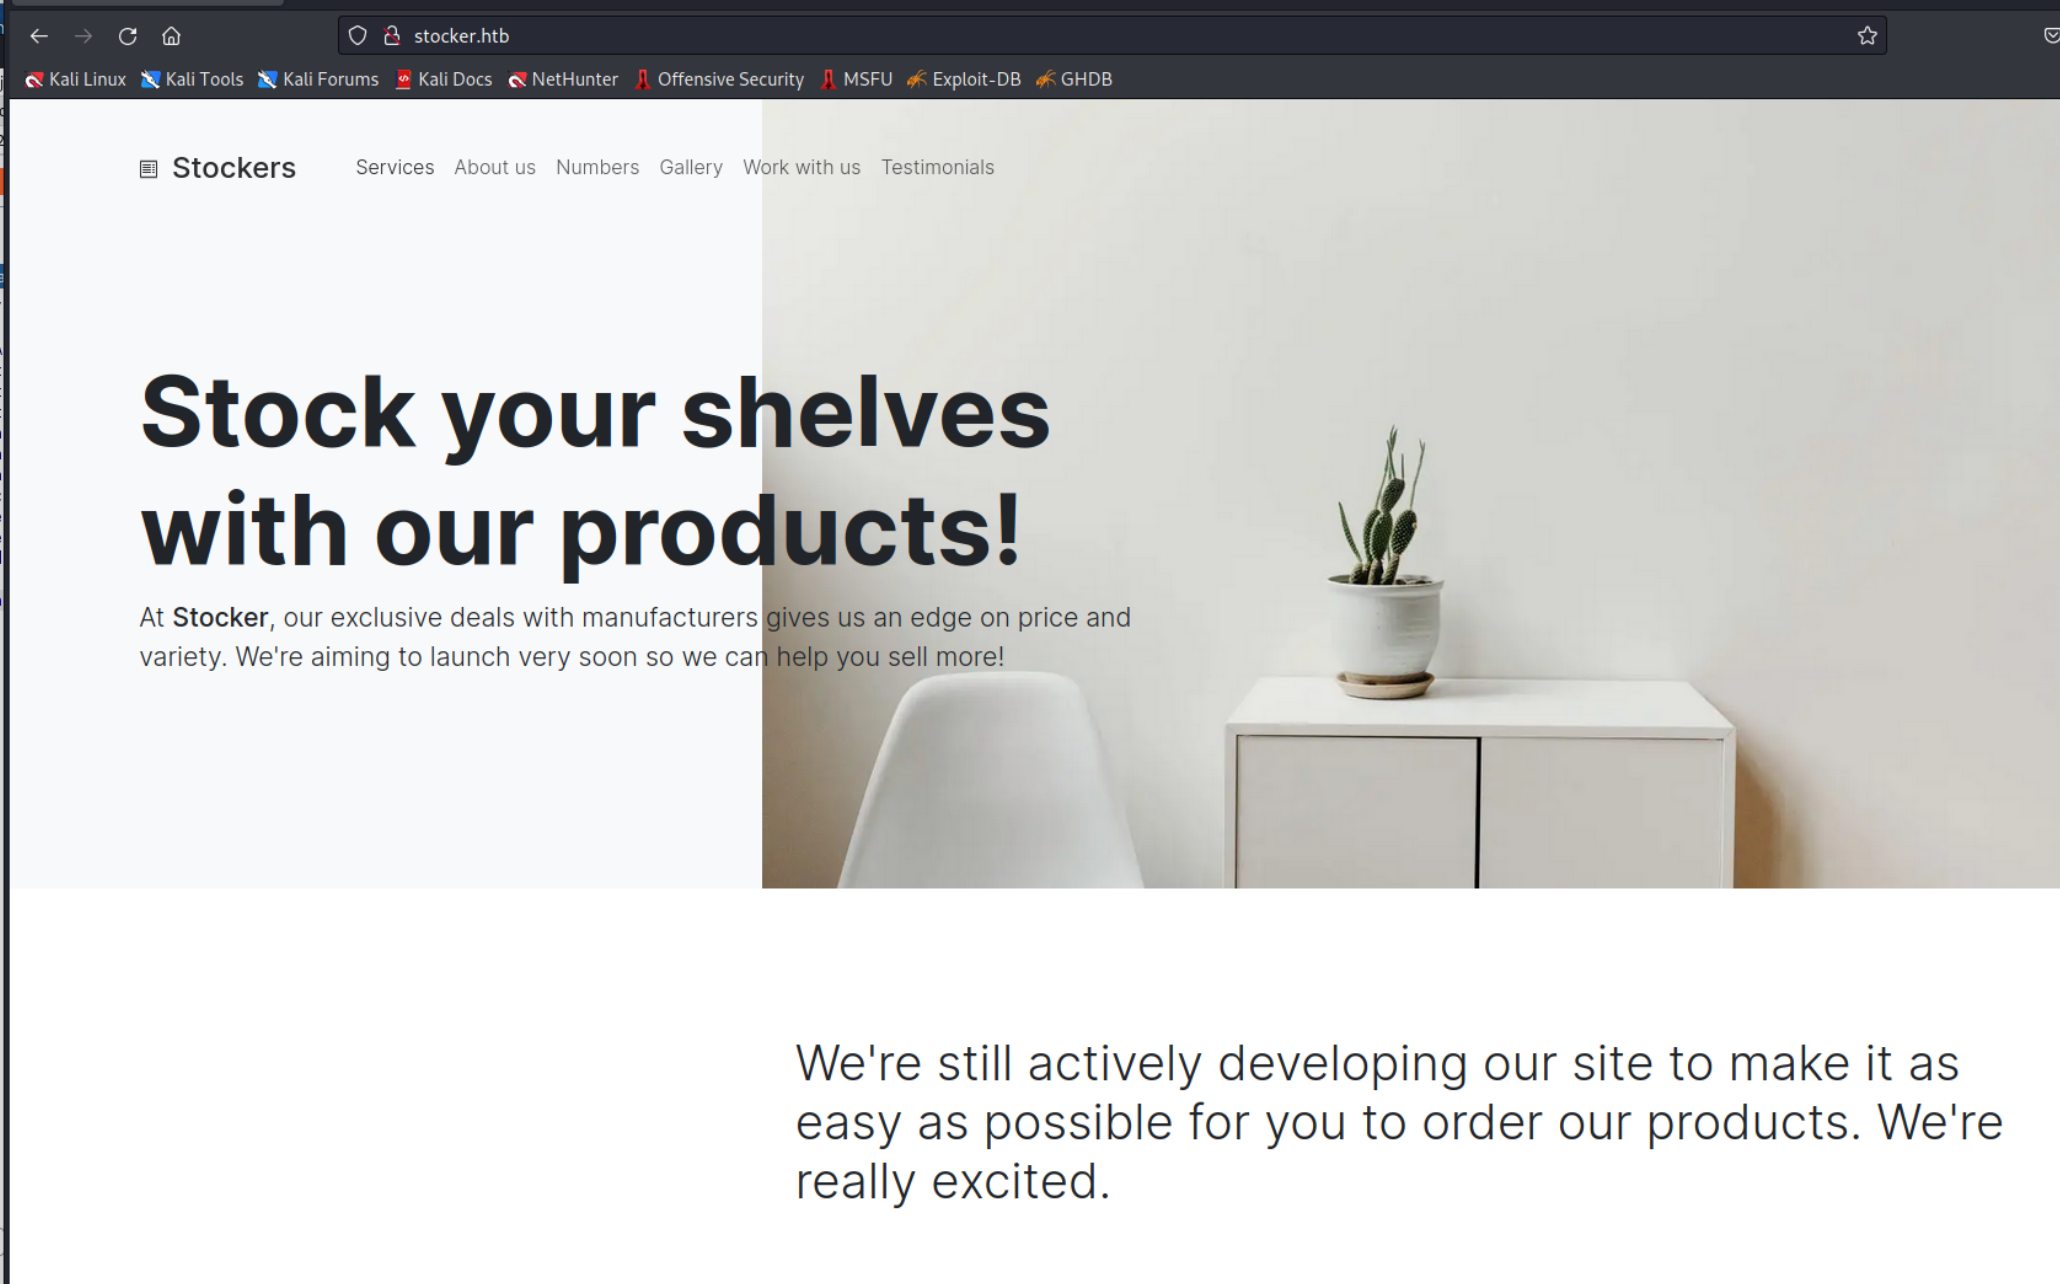 stocker.htb
Kali Linux Kali Tools Kali Forums Kali Docs NetHunter Offensive Security MSFU Exploit-DB GHDB
Stockers Services About us Numbers Gallery Work with us Testimonials
Stock your shelves
with our products!
At Stocker, our exclusive deals with manufacturers gives us an edge on price and
variety. We're aiming to launch very soon so we can help you sell more!
We're still actively developing our site to make it as
easy as possible for you to order our products. We're
really excited.